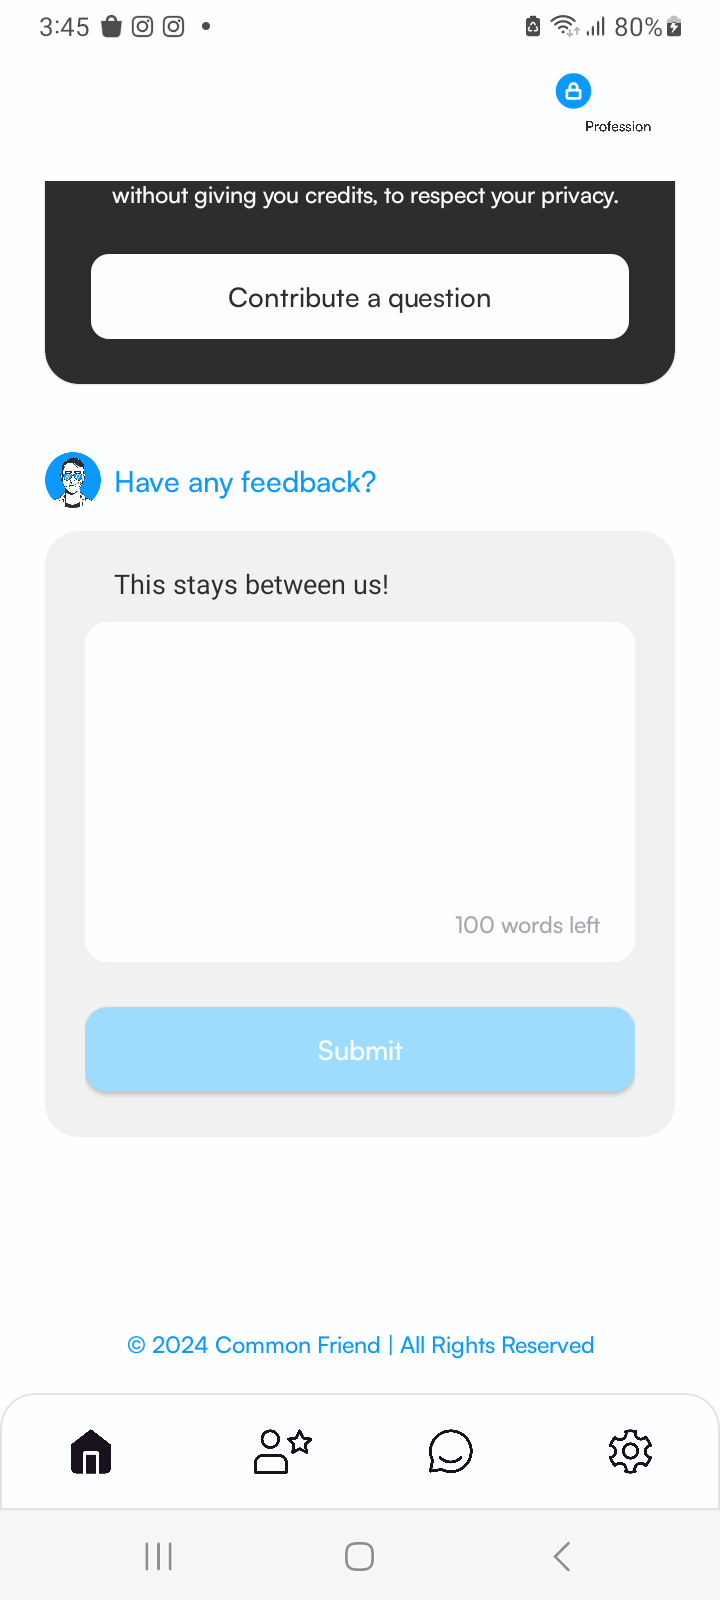 3:45
80%
Profession
without giving you credits, to respect your privacy.
Contribute a question
Have any feedback?
This stays between us!
100 words left
Submit
© 2024 Common Friend | All Rights Reserved